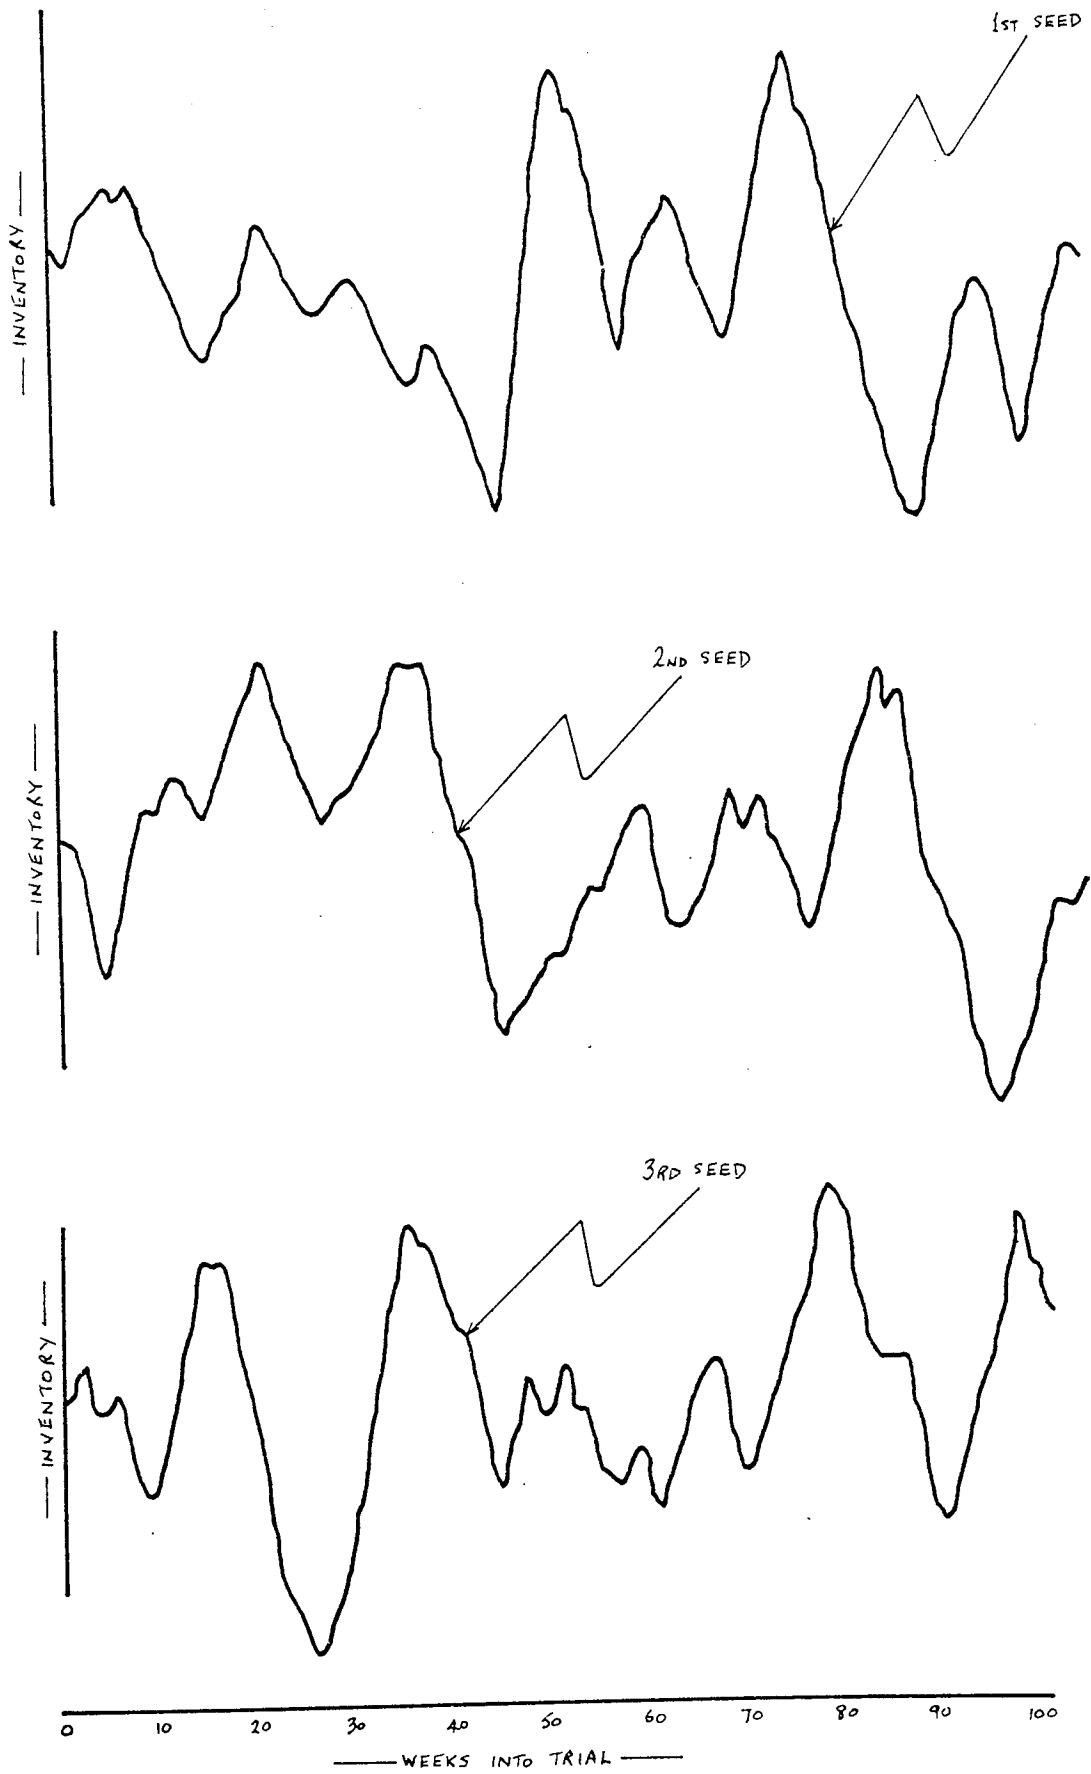 1ST SEED
INVENTORY
2ND SEED
INVENTORY
3RD SEED
INVENTORY
0 10 20 30 40 50 60 70 80 90 100
WEEKS INTO TRIAL